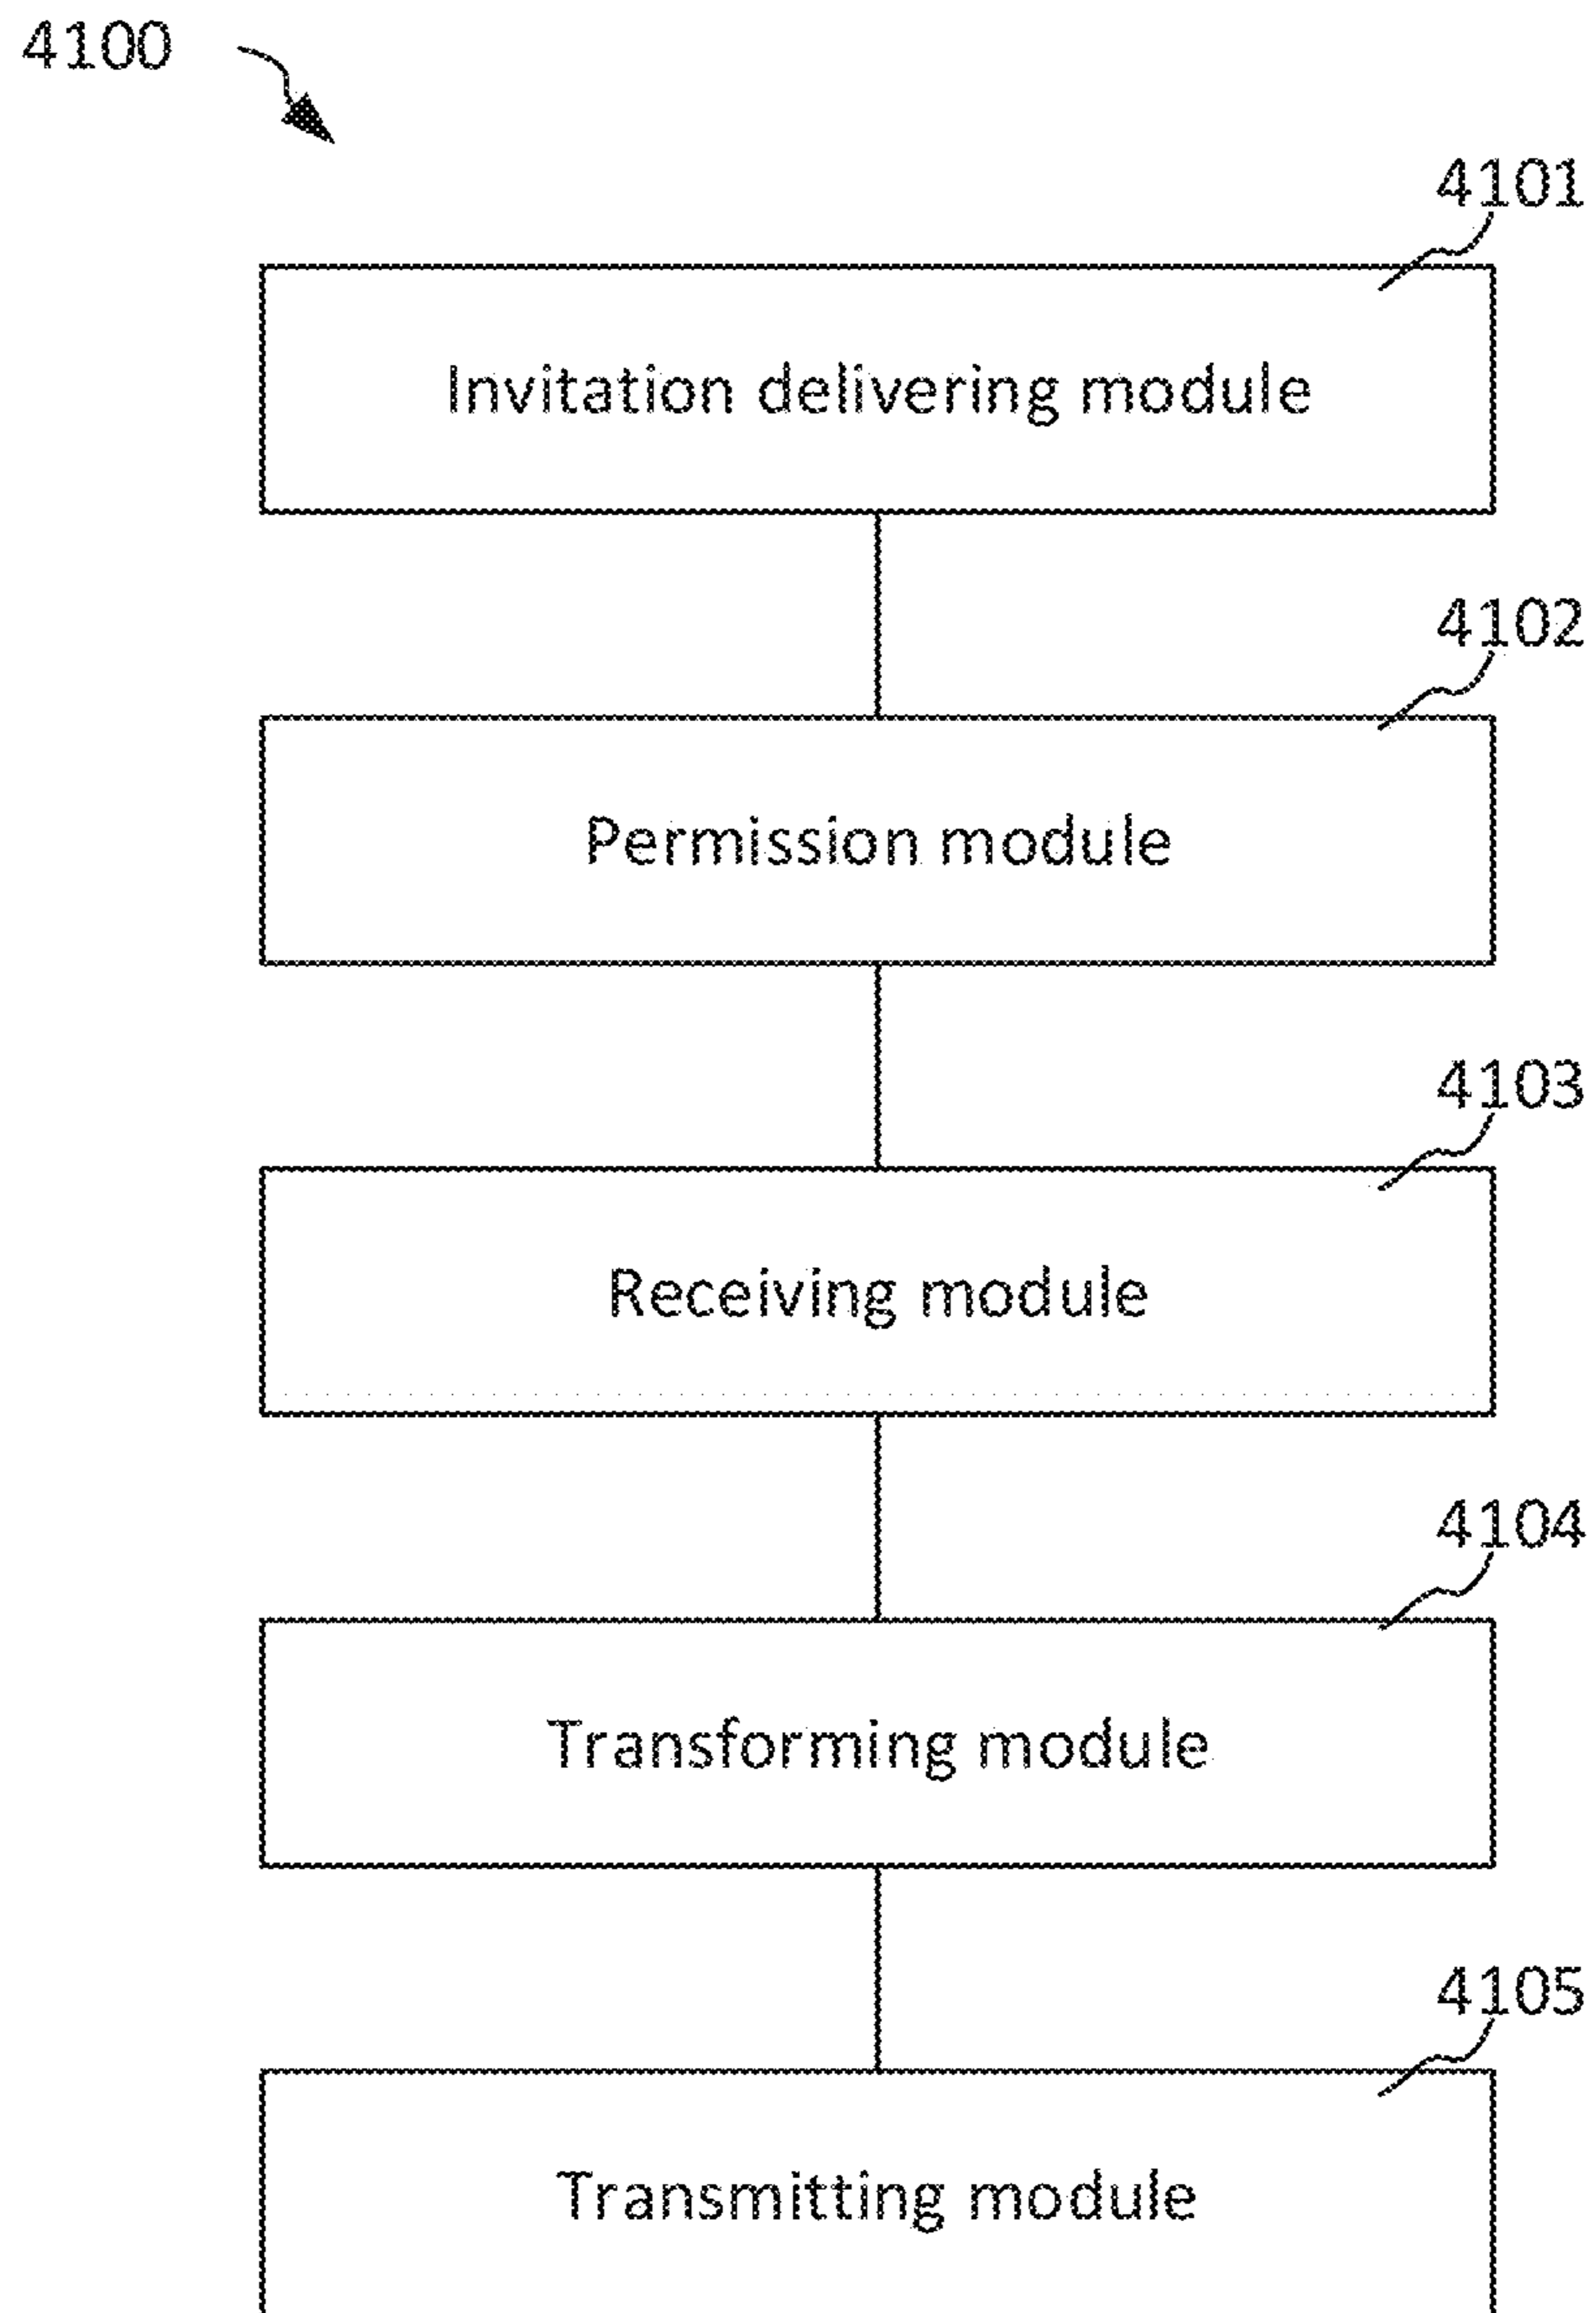 4100
4101
Invitation delivering module
4102
Permission module
4103
Receiving module
4104
Transforming module
4105
Transmitting module